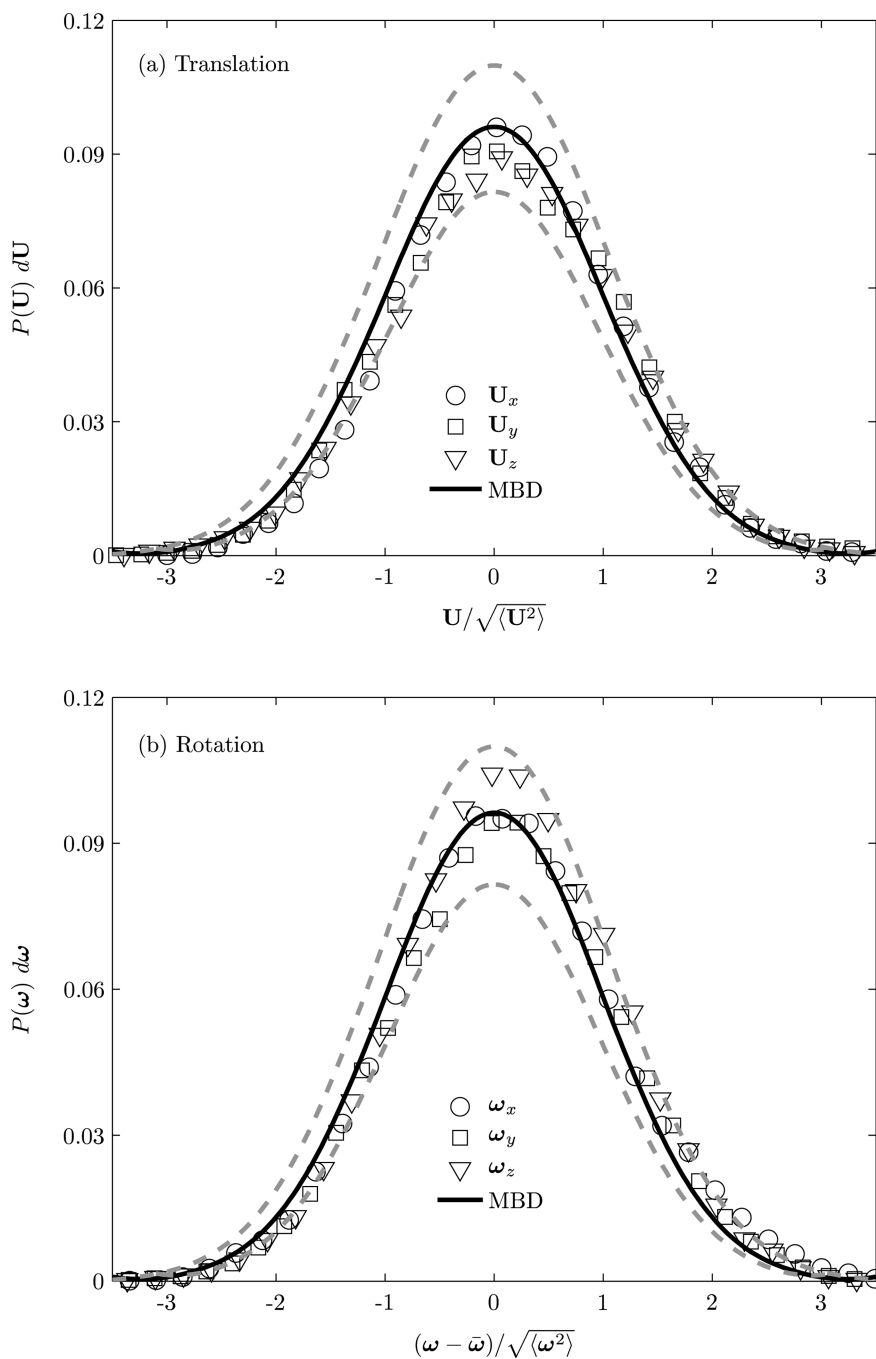 0.12
(a) Translation
0.09
0.06
P(U) dU
0.03
0
U_x
U_y
U_z
MBD
-3 -2 -1 0 1 2 3
U/√⟨U²⟩
0.12
(b) Rotation
0.09
0.06
P(ω) dω
0.03
0
ω_x
ω_y
ω_z
MBD
-3 -2 -1 0 1 2 3
(ω − ω̄)/√⟨ω²⟩